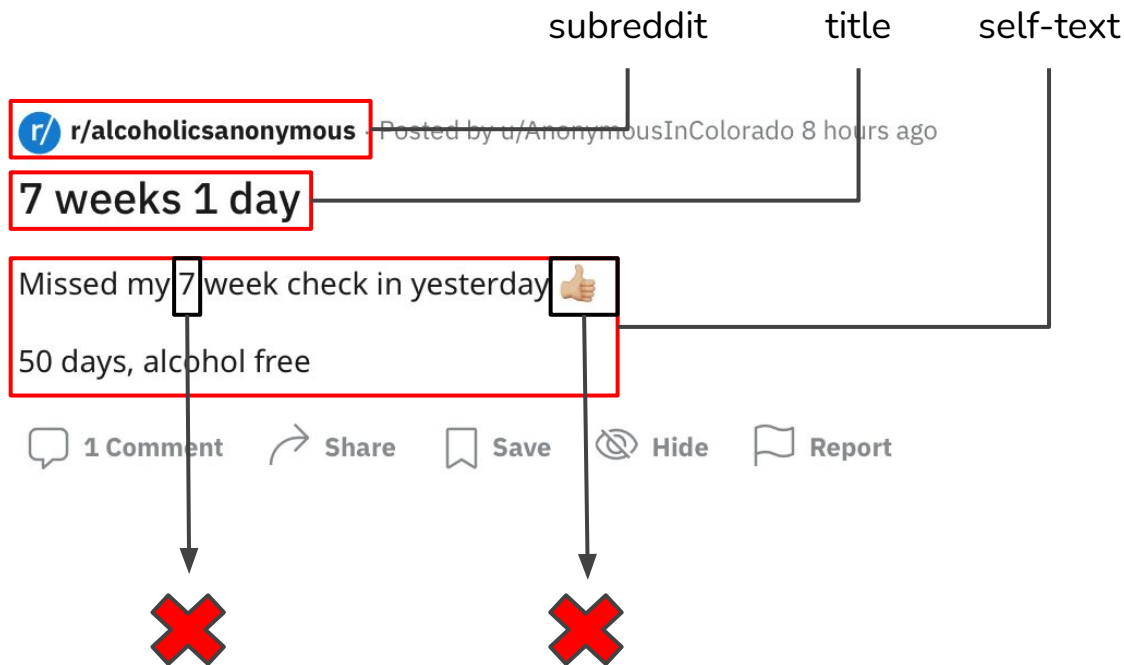 subreddit title self-text
r/ r/alcoholicsanonymous · Posted by u/AnonymousInColorado 8 hours ago
7 weeks 1 day
Missed my 7 week check in yesterday 👍🏼
50 days, alcohol free
1 Comment Share Save Hide Report